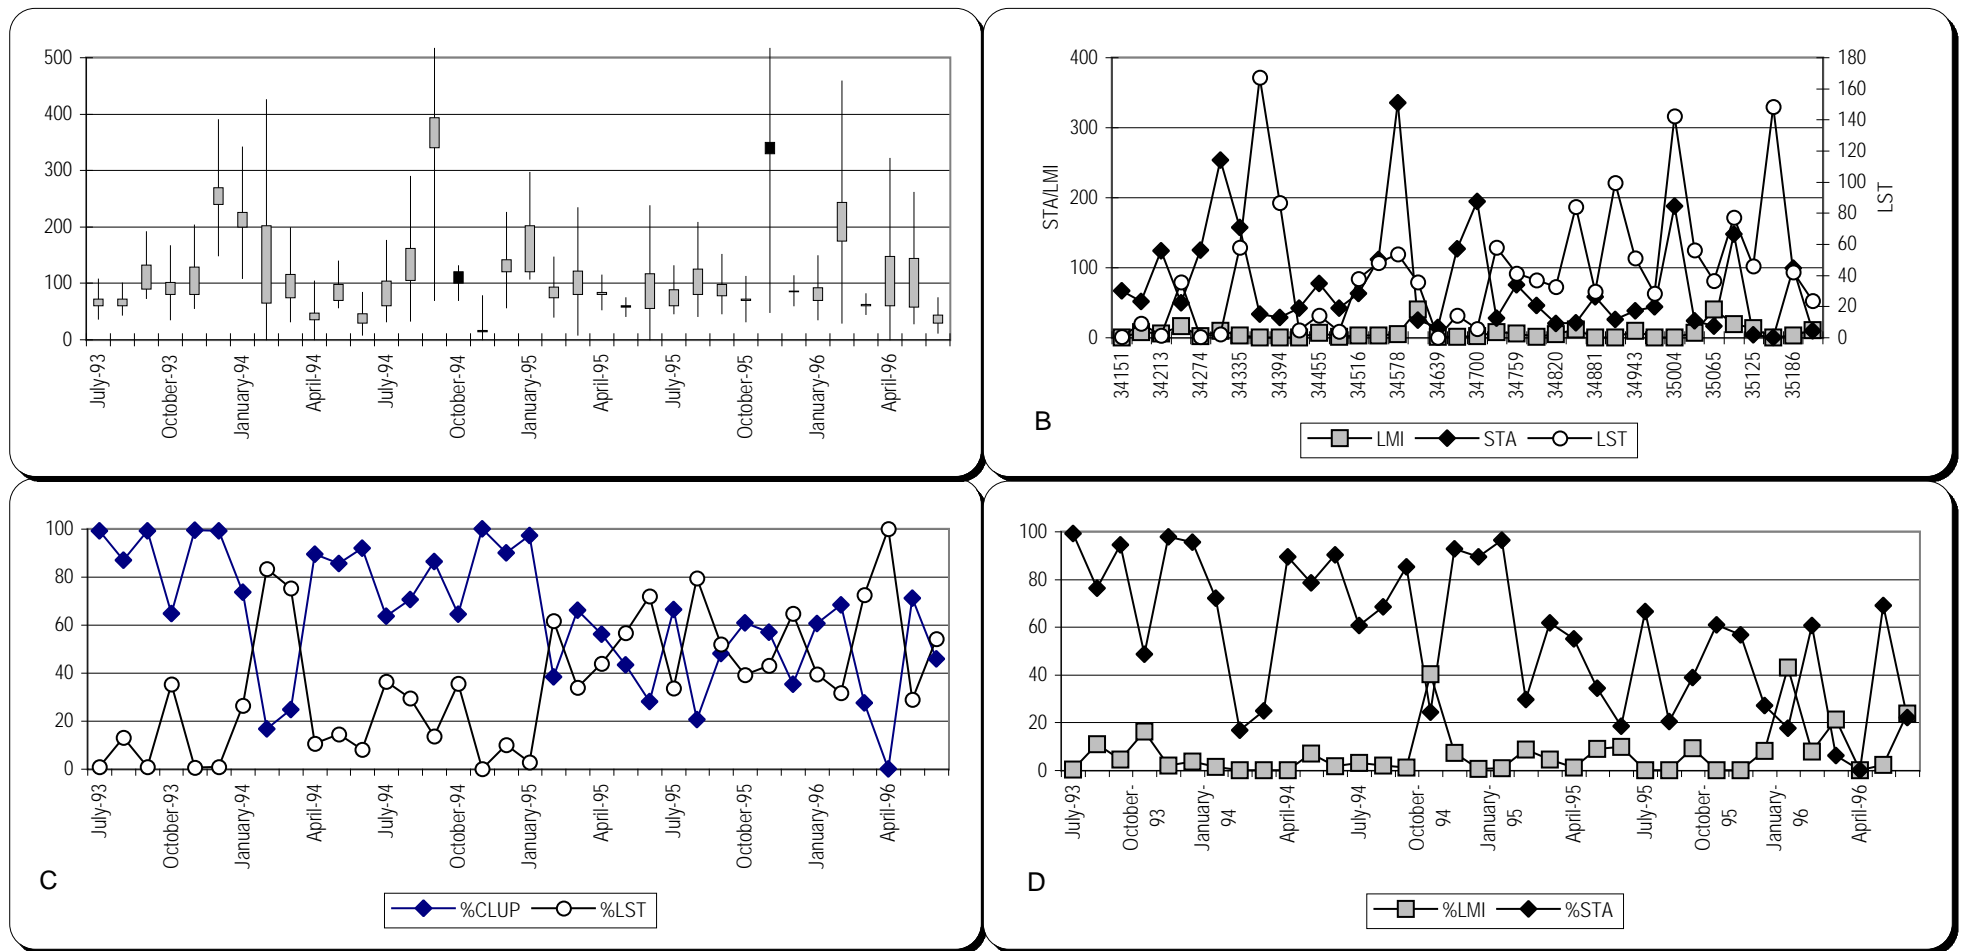 500
400
300
200
100
0
July-93
October-93
January-94
April-94
July-94
October-94
January-95
April-95
July-95
October-95
January-96
April-96
400
300
200
100
0
STA/LMI
180
160
140
120
100
80
60
40
20
0
LST
34151
34213
34274
34335
34394
34455
34516
34578
34639
34700
34759
34820
34881
34943
35004
35065
35125
35186
B
LMI STA LST
100
80
60
40
20
0
July-93
October-93
January-94
April-94
July-94
October-94
January-95
April-95
July-95
October-95
January-96
April-96
C
%CLUP %LST
100
80
60
40
20
0
July-93
October-
93
January-
94
April-94
July-94
October-
94
January-
95
April-95
July-95
October-
95
January-
96
April-96
D
%LMI %STA